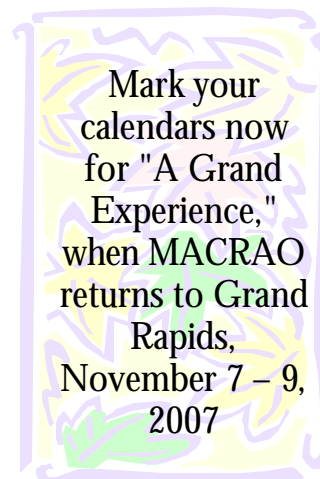 Mark your
calendars now
for "A Grand
Experience,"
when MACRAO
returns to Grand
Rapids,
November 7 – 9,
2007